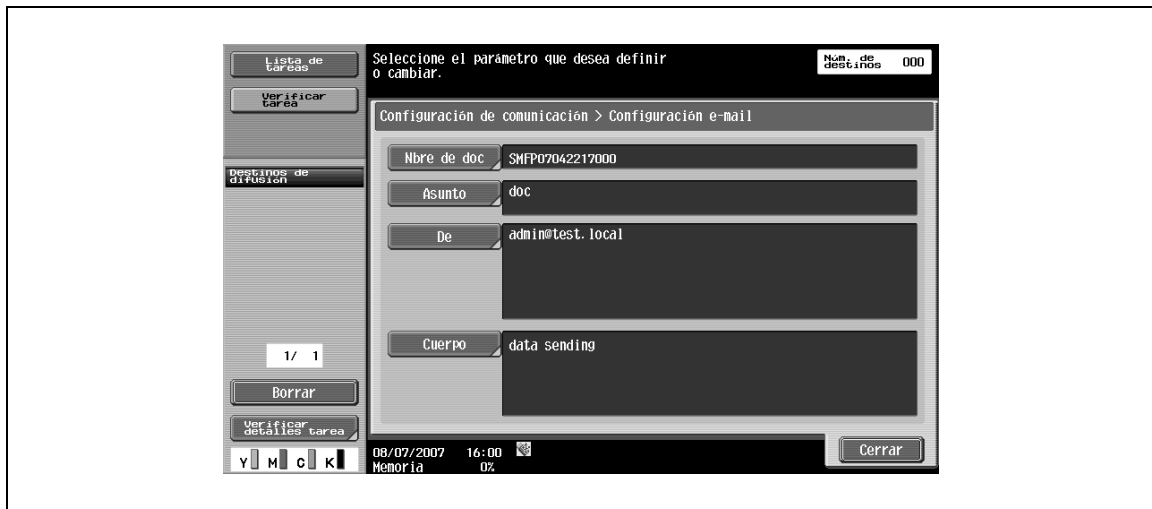 Lista de
tareas
Verificar
tarea
Seleccione el parámetro que desea definir
o cambiar.
Núm. de
destinos 000
Configuración de comunicación > Configuración e-mail
Nbre de doc SMFP07042217000
Destinos de
difusión
Asunto doc
De admin@test.local
Cuerpo data sending
1/ 1
Borrar
Verificar
detalles tarea
Y M C K
08/07/2007 16:00
Memoria 0%
Cerrar